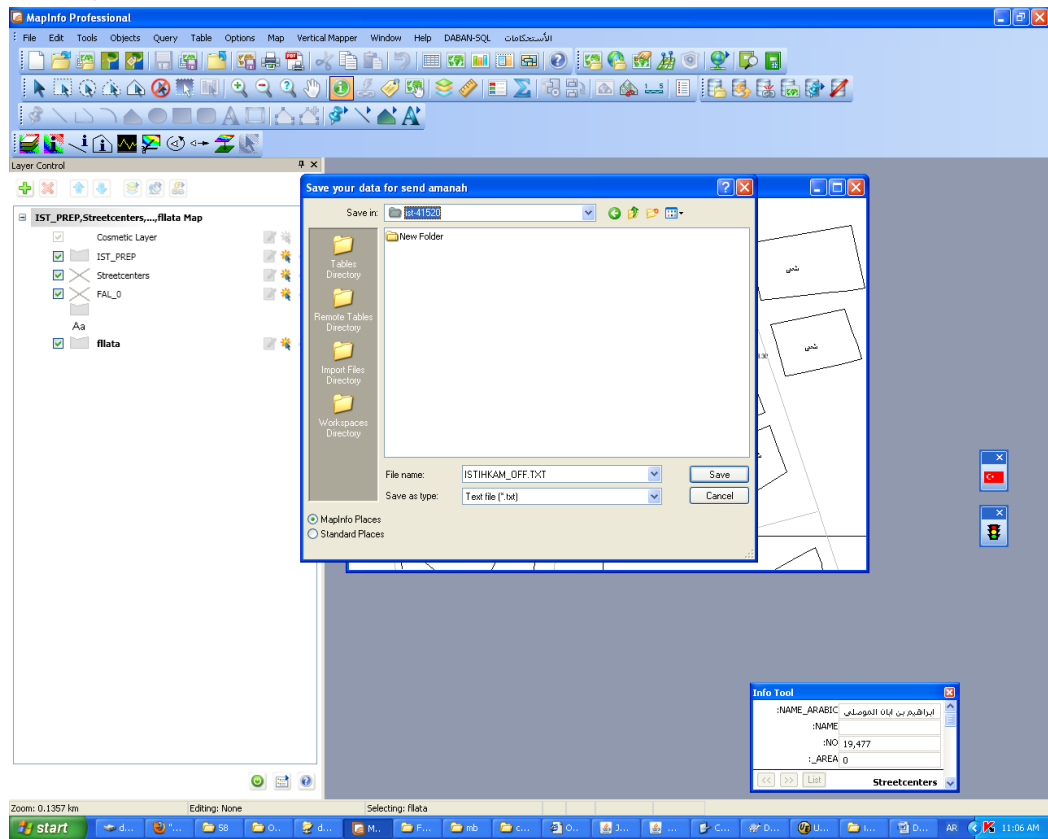 MapInfo Professional
File Edit Tools Objects Query Table Options Map Vertical Mapper Window Help DABAN-SQL الأستحكامات
Layer Control
IST_PREP,Streetcenters,...,fllata Map
Cosmetic Layer
IST_PREP
Streetcenters
FAL_0
Aa
fllata
Save your data for send amanah
Save in: ist-41520
New Folder
Tables Directory
Remote Tables Directory
Import Files Directory
Workspaces Directory
File name: ISTIHKAM_OFF.TXT Save
Save as type: Text file (*.txt) Cancel
MapInfo Places
Standard Places
شعبي
شعبي
Info Tool
NAME_ARABIC: ابراهيم بن ابان الموصلي
NAME:
NO: 19,477
_AREA: 0
<< >> List Streetcenters
Zoom: 0.1357 km Editing: None Selecting: fllata
start d... "... 58 O... d... M... F... mb c... O... J... ... C... D... U... I... D... AR 11:06 AM